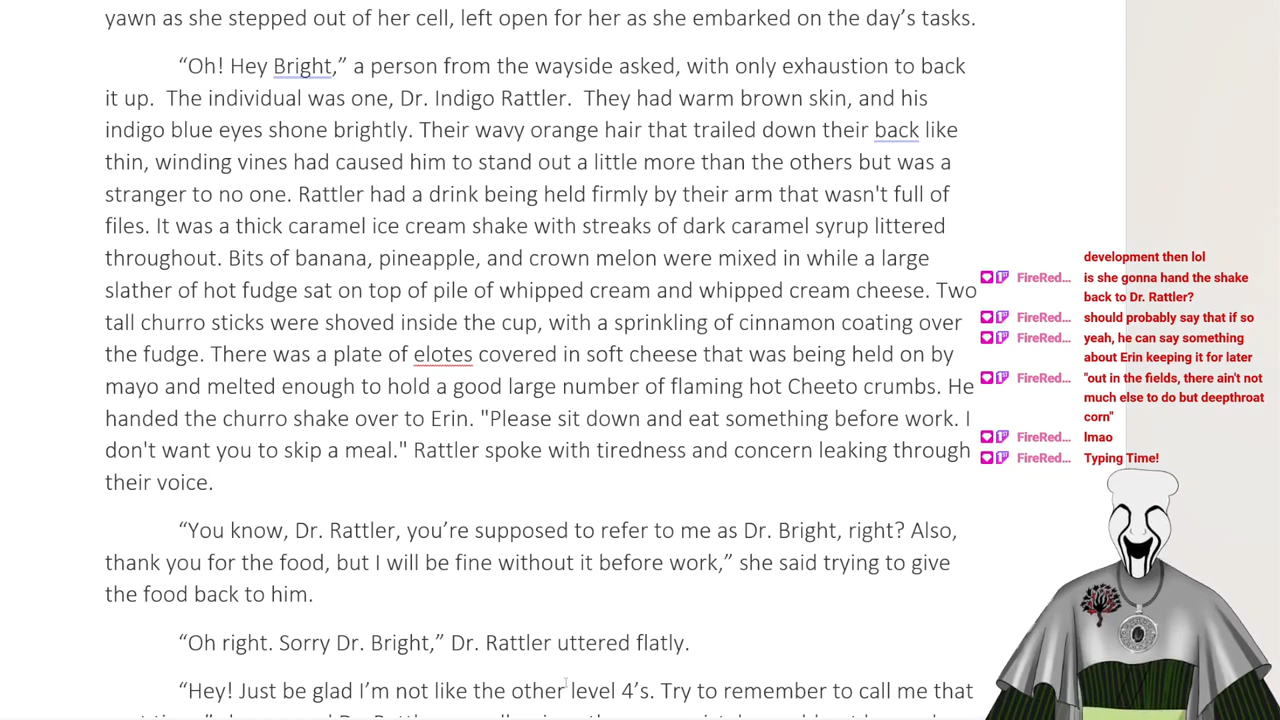 yawn as she stepped out of her cell, left open for her as she embarked on the day’s tasks.
“Oh! Hey Bright,” a person from the wayside asked, with only exhaustion to back
it up.  The individual was one, Dr. Indigo Rattler.  They had warm brown skin, and his
indigo blue eyes shone brightly. Their wavy orange hair that trailed down their back like
thin, winding vines had caused him to stand out a little more than the others but was a
stranger to no one. Rattler had a drink being held firmly by their arm that wasn't full of
files. It was a thick caramel ice cream shake with streaks of dark caramel syrup littered
throughout. Bits of banana, pineapple, and crown melon were mixed in while a large
slather of hot fudge sat on top of pile of whipped cream and whipped cream cheese. Two
tall churro sticks were shoved inside the cup, with a sprinkling of cinnamon coating over
the fudge. There was a plate of elotes covered in soft cheese that was being held on by
mayo and melted enough to hold a good large number of flaming hot Cheeto crumbs. He
handed the churro shake over to Erin. "Please sit down and eat something before work. I
don't want you to skip a meal." Rattler spoke with tiredness and concern leaking through
their voice.
“You know, Dr. Rattler, you’re supposed to refer to me as Dr. Bright, right? Also,
thank you for the food, but I will be fine without it before work,” she said trying to give
the food back to him.
“Oh right. Sorry Dr. Bright,” Dr. Rattler uttered flatly.
“Hey! Just be glad I’m not like the other level 4’s. Try to remember to call me that
development then lol
FireRed... is she gonna hand the shake
back to Dr. Rattler?
FireRed... should probably say that if so
FireRed... yeah, he can say something
about Erin keeping it for later
FireRed... "out in the fields, there ain't not
much else to do but deepthroat
corn"
FireRed... lmao
FireRed... Typing Time!